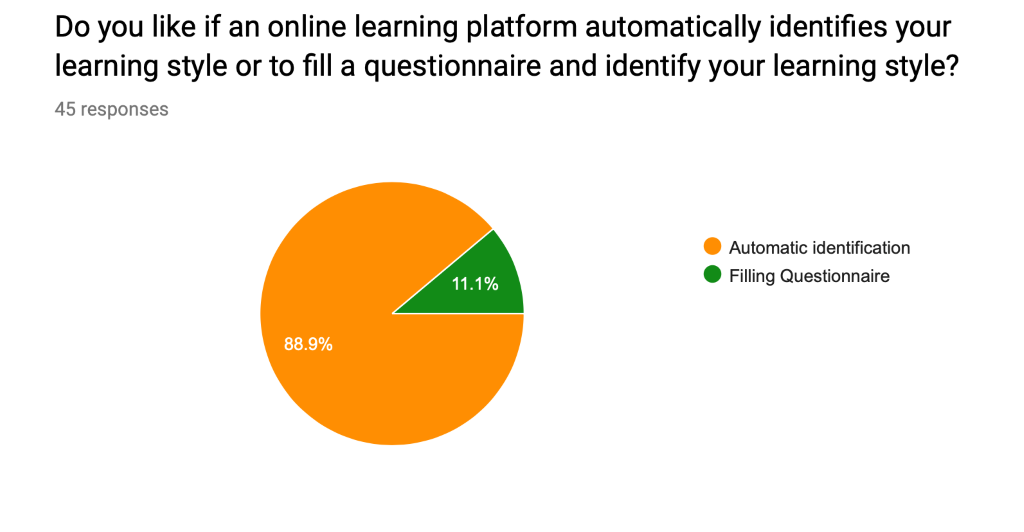 Do you like if an online learning platform automatically identifies your
learning style or to fill a questionnaire and identify your learning style?
45 responses
Automatic identification
Filling Questionnaire
11.1%
88.9%